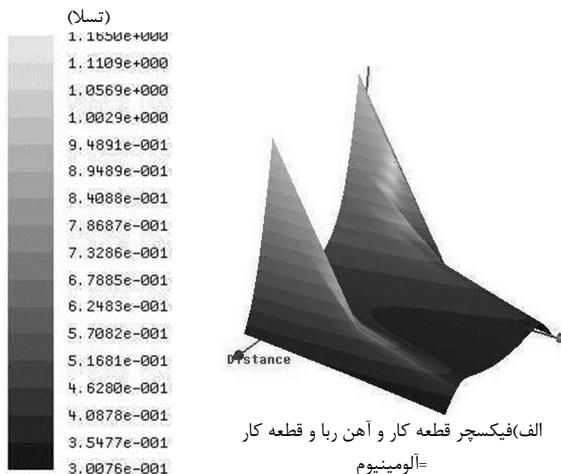 (تسلا)
1.1650e+000
1.1109e+000
1.0569e+000
1.0029e+000
9.4891e-001
8.9489e-001
8.4088e-001
7.8687e-001
7.3286e-001
6.7885e-001
6.2483e-001
5.7082e-001
5.1681e-001
4.6280e-001
4.0878e-001
3.5477e-001
3.0076e-001
Distance
الف)فیکسچر قطعه کار و آهن ربا و قطعه کار
=آلومینیوم